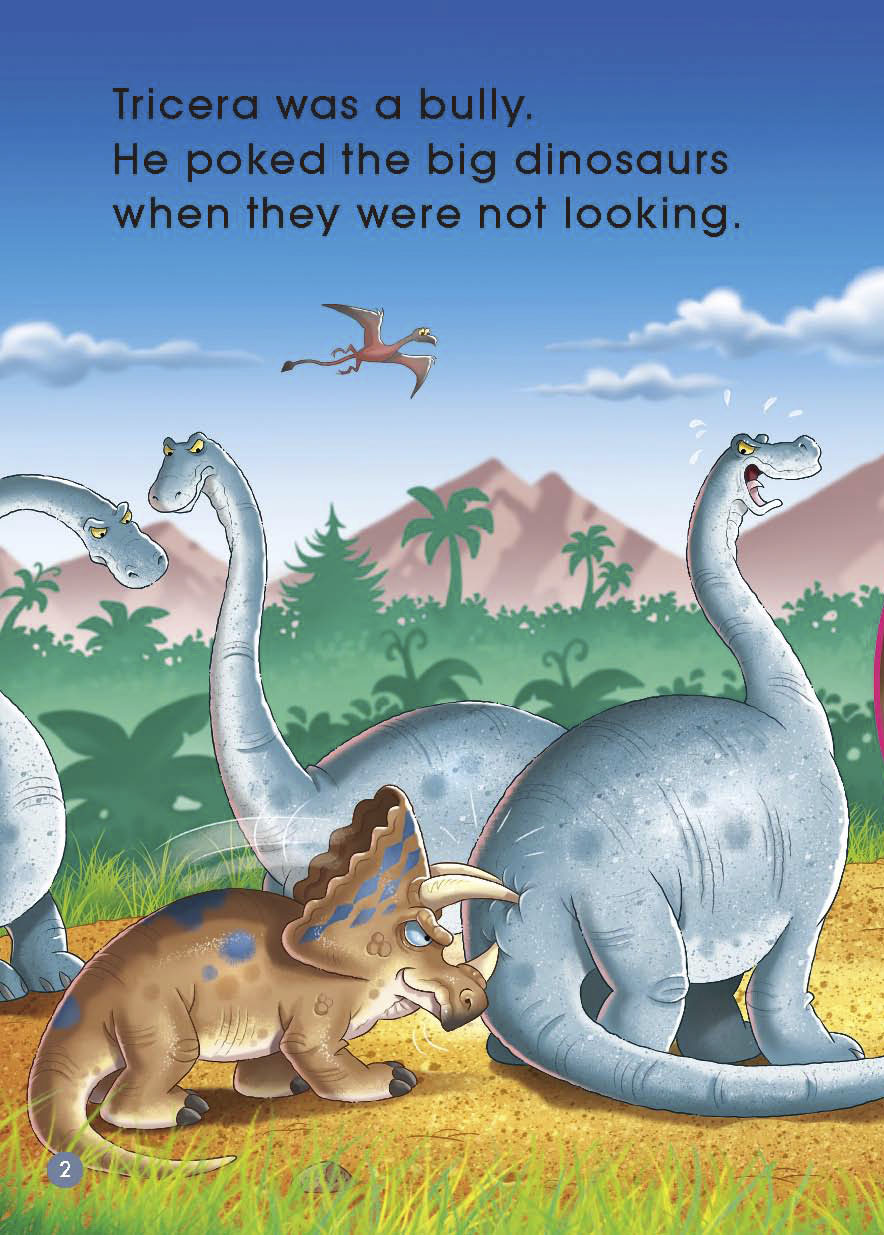 Tricera was a bully.
He poked the big dinosaurs
when they were not looking.
2